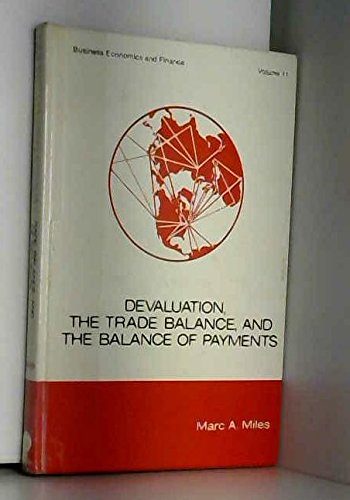 Business Economics and Finance
Volume 11
DEVALUATION,
THE TRADE BALANCE, AND
THE BALANCE OF PAYMENTS
Marc A. Miles